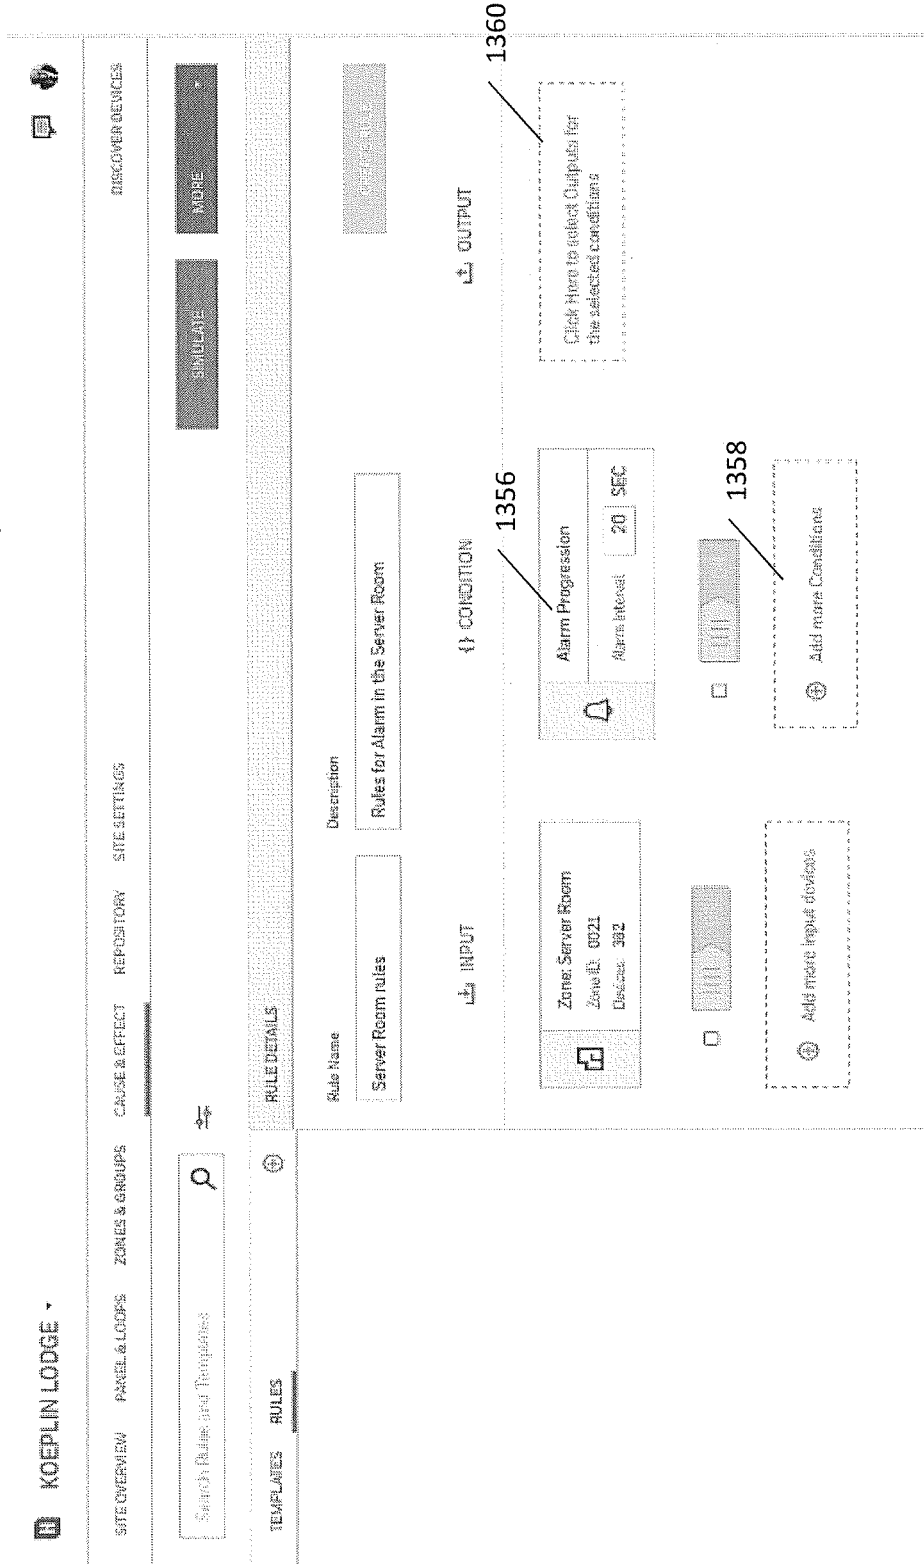 KOEPLIN LODGE
SITE OVERVIEW PANEL & LOOPS ZONES & GROUPS CAUSE & EFFECT REPOSITORY SITE SETTINGS DISCOVER DEVICES
Search Rules and Templates
SIMULATE MORE
TEMPLATES RULES RULE DETAILS
Rule Name Description
Server Room rules Rules for Alarm in the Server Room
INPUT {} CONDITION OUTPUT
1356 1360
Zone: Server Room Alarm Progression Click Here to select Outputs for
Zone ID: 0021 the selected conditions
Devices: 382 Alarm Interval: 20 SEC
1358
Add more input devices Add more Conditions